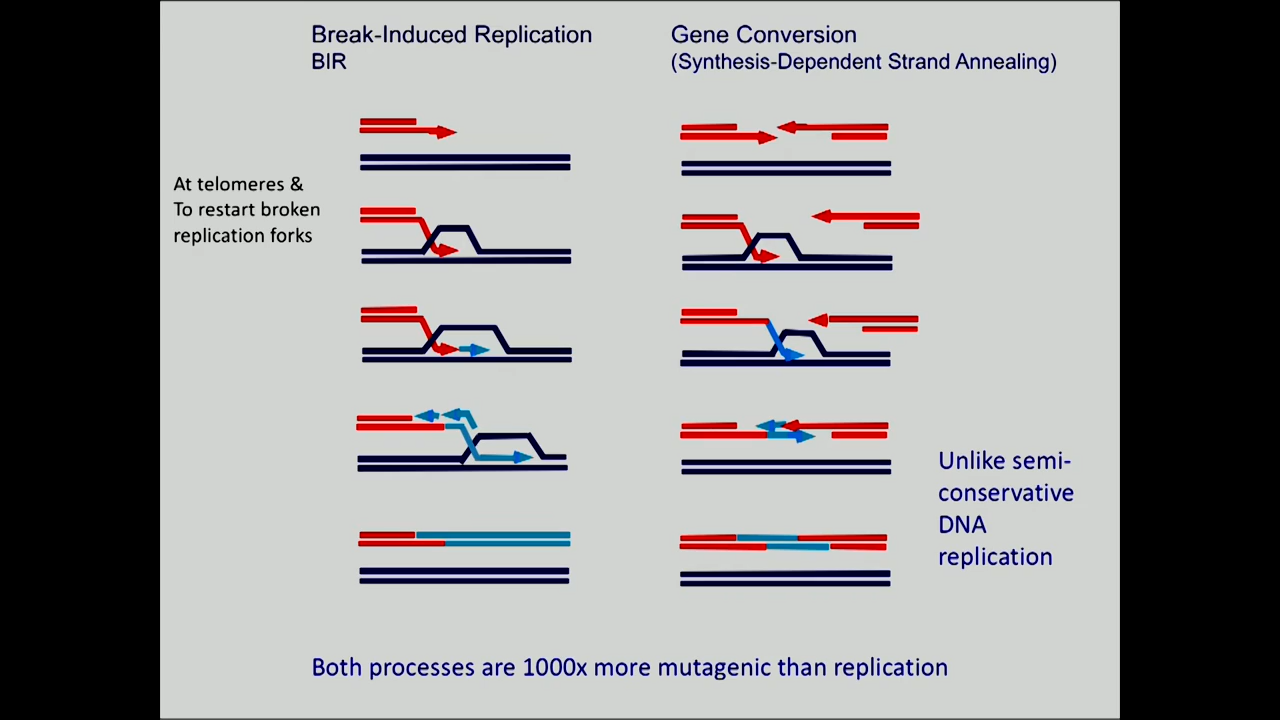 Break-Induced Replication
BIR
Gene Conversion
(Synthesis-Dependent Strand Annealing)
At telomeres &
To restart broken
replication forks
Unlike semi-
conservative
DNA
replication
Both processes are 1000x more mutagenic than replication